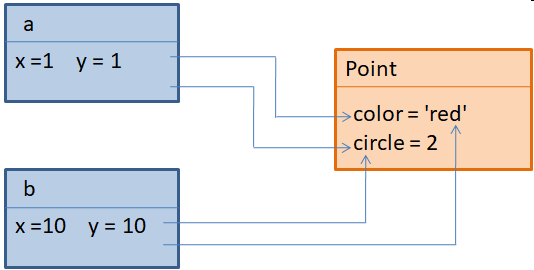 a
x =1 y = 1
Point
color = 'red'
circle = 2
b
x =10 y = 10